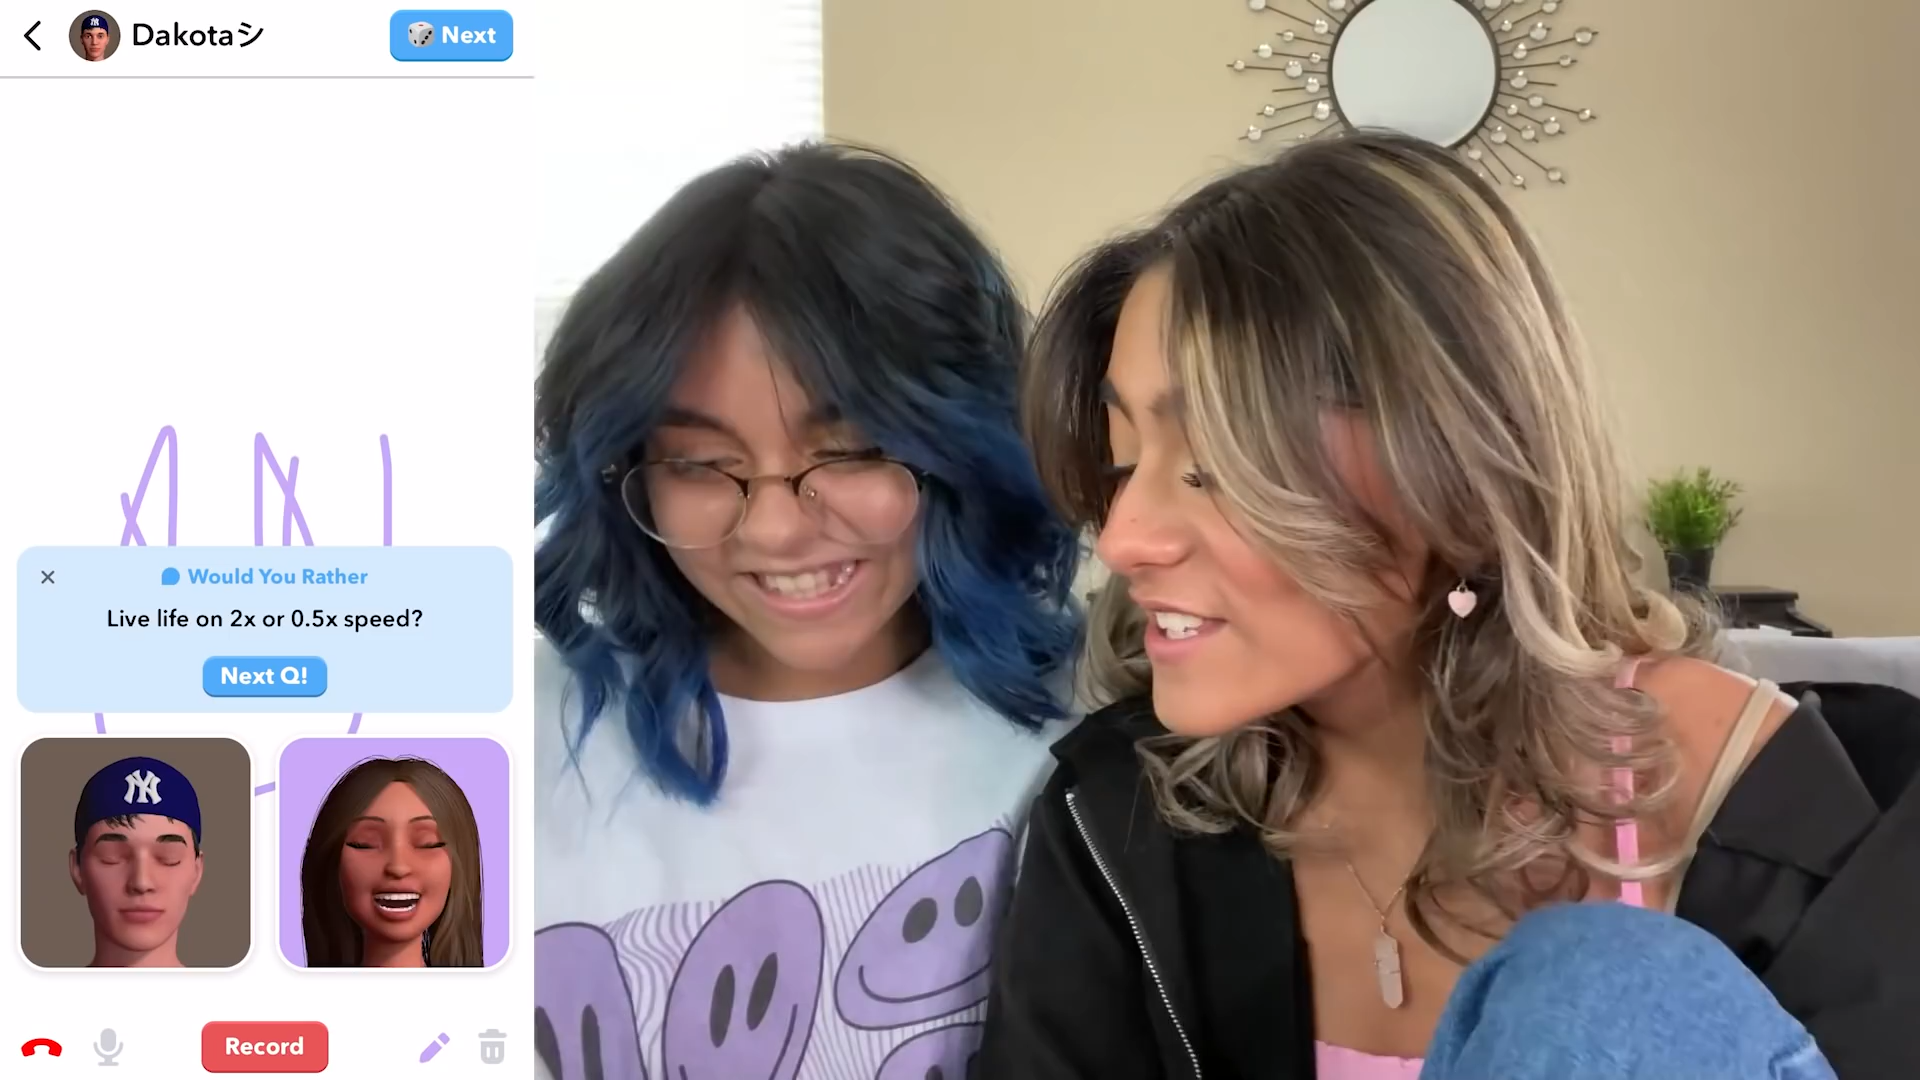 Dakotaシ
Next
Would You Rather
Live life on 2x or 0.5x speed?
Next Q!
NY
Record